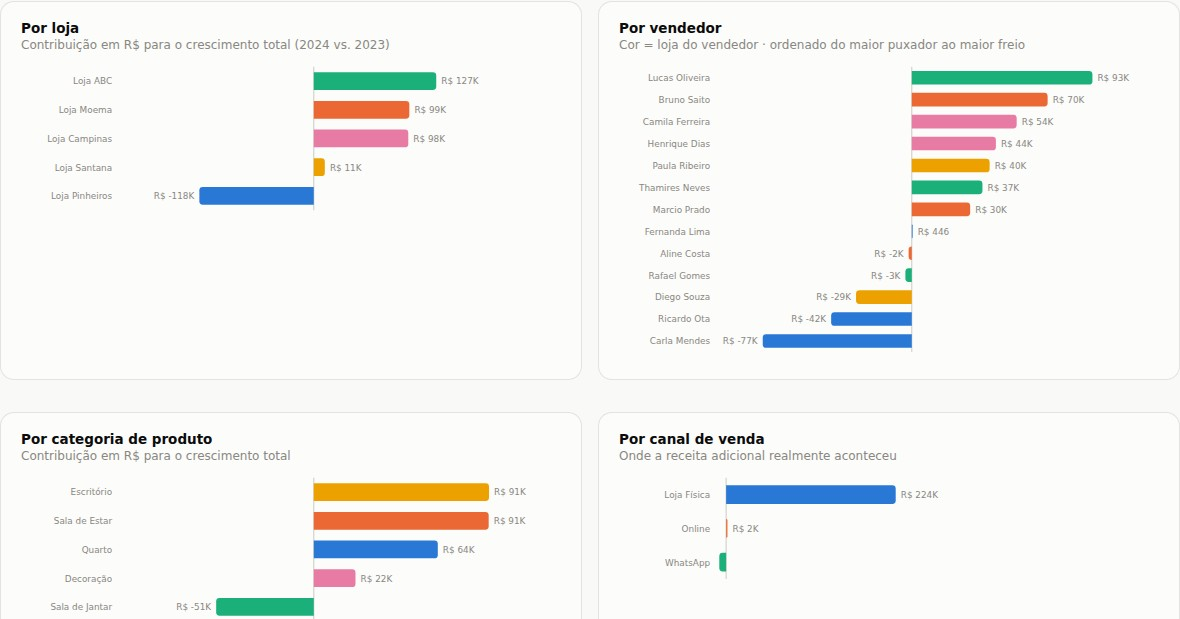 Por loja
Contribuição em R$ para o crescimento total (2024 vs. 2023)
Loja ABC R$ 127K
Loja Moema R$ 99K
Loja Campinas R$ 98K
Loja Santana R$ 11K
Loja Pinheiros R$ -118K
Por vendedor
Cor = loja do vendedor · ordenado do maior puxador ao maior freio
Lucas Oliveira R$ 93K
Bruno Saito R$ 70K
Camila Ferreira R$ 54K
Henrique Dias R$ 44K
Paula Ribeiro R$ 40K
Thamires Neves R$ 37K
Marcio Prado R$ 30K
Fernanda Lima R$ 446
Aline Costa R$ -2K
Rafael Gomes R$ -3K
Diego Souza R$ -29K
Ricardo Ota R$ -42K
Carla Mendes R$ -77K
Por categoria de produto
Contribuição em R$ para o crescimento total
Escritório R$ 91K
Sala de Estar R$ 91K
Quarto R$ 64K
Decoração R$ 22K
Sala de Jantar R$ -51K
Por canal de venda
Onde a receita adicional realmente aconteceu
Loja Física R$ 224K
Online R$ 2K
WhatsApp